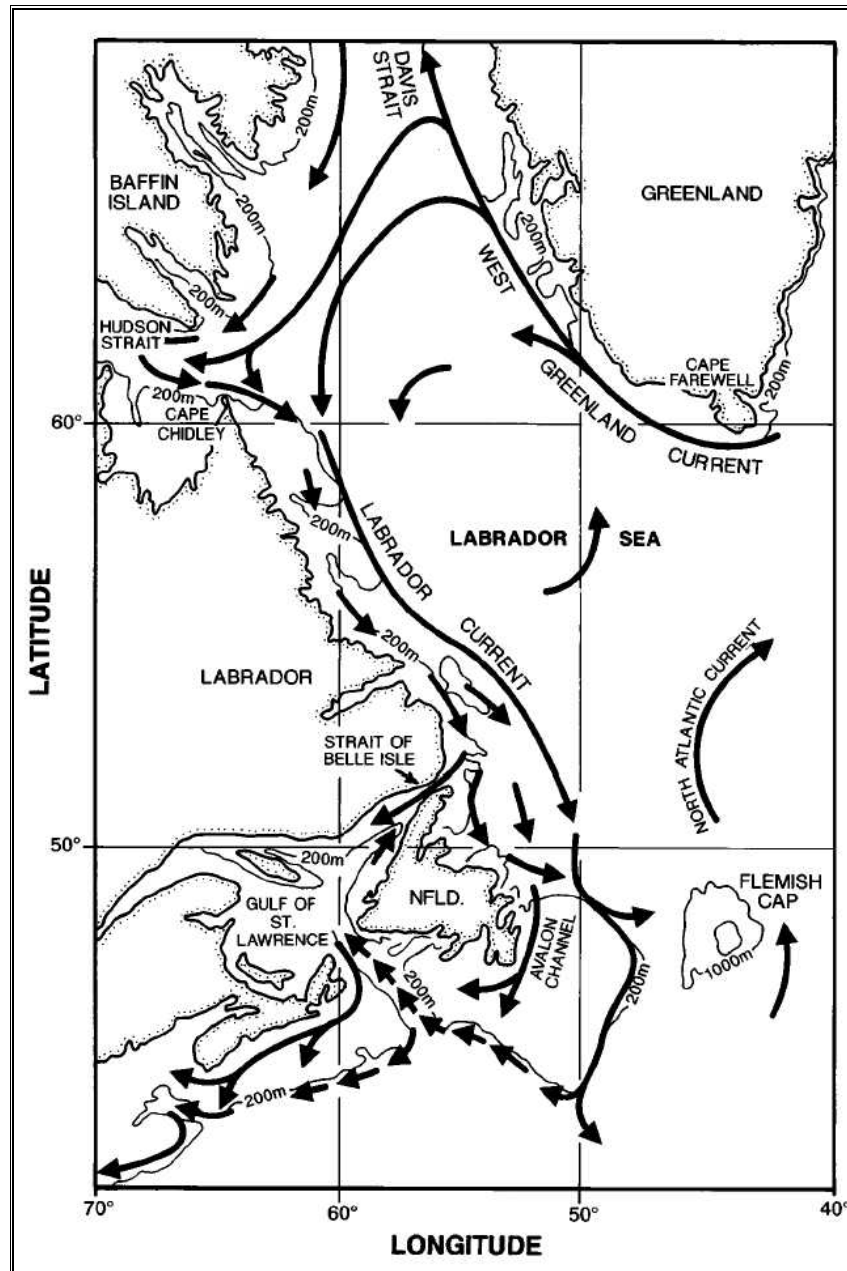 DAVIS
STRAIT
200m
BAFFIN
ISLAND
GREENLAND
200m
200m
WEST
200m
HUDSON
STRAIT
CAPE
FAREWELL
200m
GREENLAND
200m
CAPE
CHIDLEY
60°
CURRENT
200m
LABRADOR
LABRADOR SEA
CURRENT
200m
NORTH ATLANTIC CURRENT
LABRADOR
STRAIT OF
BELLE ISLE
LATITUDE
50°
200m
GULF OF
ST.
LAWRENCE
NFLD.
AVALON
CHANNEL
FLEMISH
CAP
1000m
200m
200m
200m
70° 60° 50° 40°
LONGITUDE